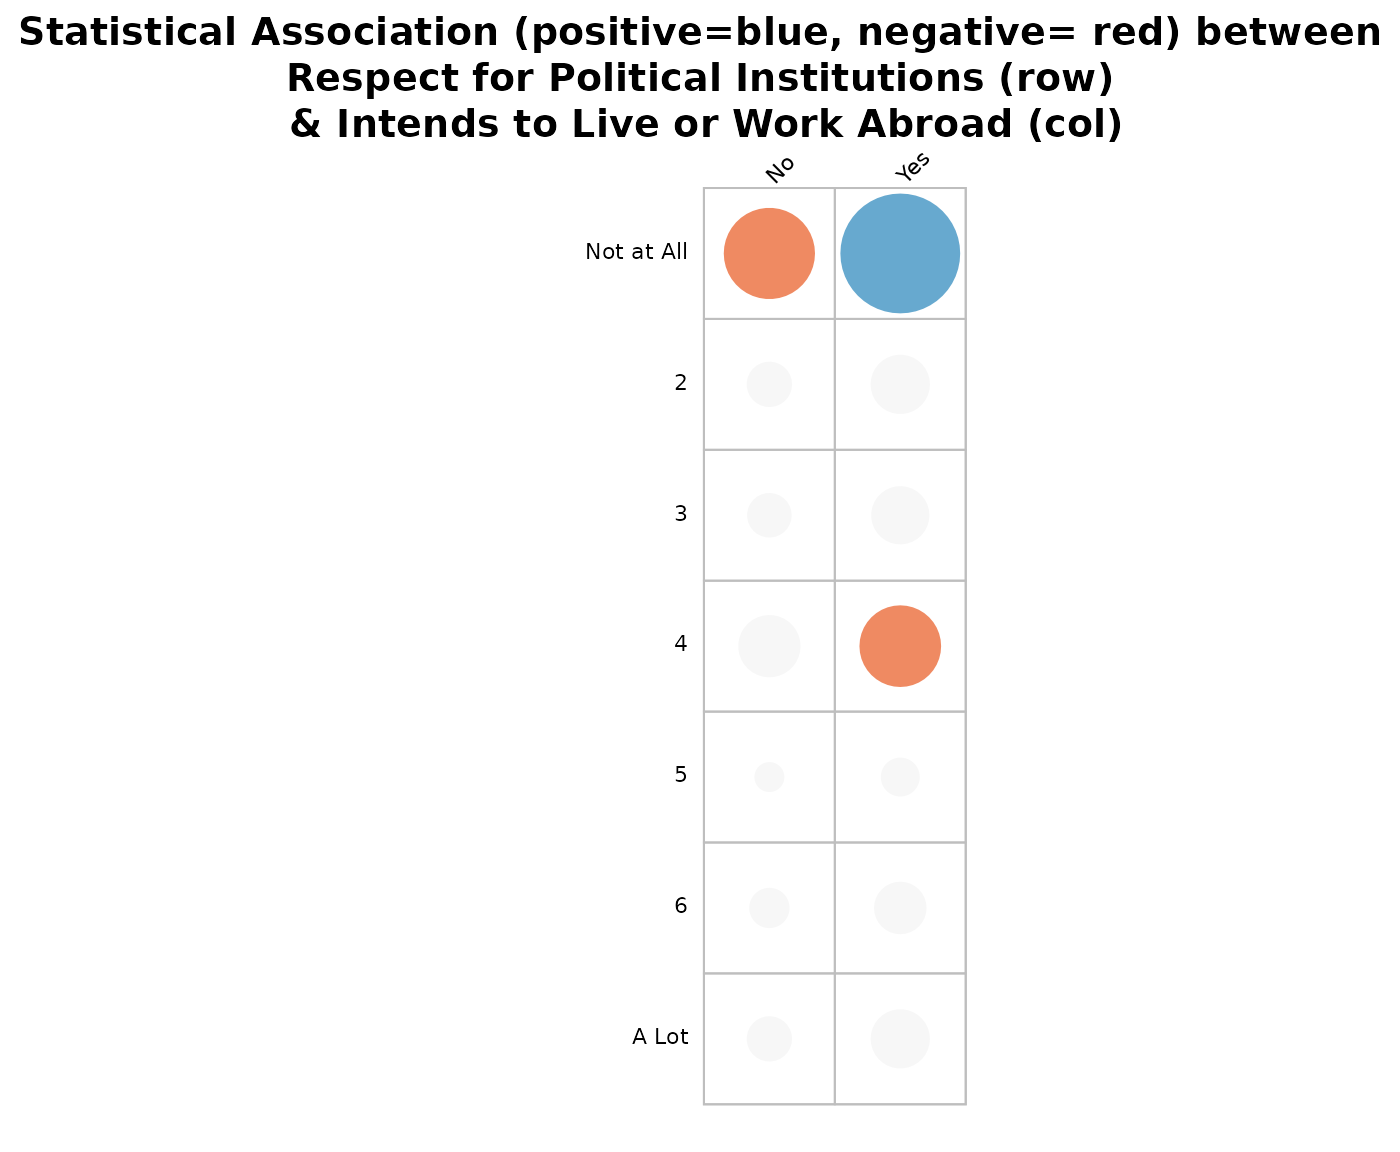 Statistical Association (positive=blue, negative= red) between
Respect for Political Institutions (row)
& Intends to Live or Work Abroad (col)
No Yes
Not at All
2
3
4
5
6
A Lot